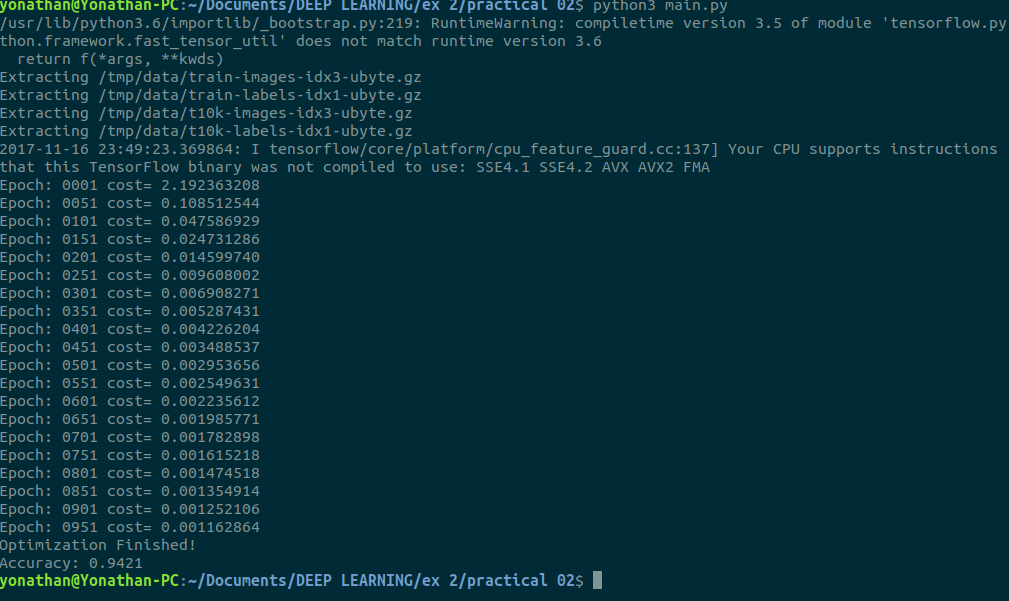 yonathan@Yonathan-PC:~/Documents/DEEP LEARNING/ex 2/practical 02$ python3 main.py
/usr/lib/python3.6/importlib/_bootstrap.py:219: RuntimeWarning: compiletime version 3.5 of module 'tensorflow.py
thon.framework.fast_tensor_util' does not match runtime version 3.6
  return f(*args, **kwds)
Extracting /tmp/data/train-images-idx3-ubyte.gz
Extracting /tmp/data/train-labels-idx1-ubyte.gz
Extracting /tmp/data/t10k-images-idx3-ubyte.gz
Extracting /tmp/data/t10k-labels-idx1-ubyte.gz
2017-11-16 23:49:23.369864: I tensorflow/core/platform/cpu_feature_guard.cc:137] Your CPU supports instructions
that this TensorFlow binary was not compiled to use: SSE4.1 SSE4.2 AVX AVX2 FMA
Epoch: 0001 cost= 2.192363208
Epoch: 0051 cost= 0.108512544
Epoch: 0101 cost= 0.047586929
Epoch: 0151 cost= 0.024731286
Epoch: 0201 cost= 0.014599740
Epoch: 0251 cost= 0.009608002
Epoch: 0301 cost= 0.006908271
Epoch: 0351 cost= 0.005287431
Epoch: 0401 cost= 0.004226204
Epoch: 0451 cost= 0.003488537
Epoch: 0501 cost= 0.002953656
Epoch: 0551 cost= 0.002549631
Epoch: 0601 cost= 0.002235612
Epoch: 0651 cost= 0.001985771
Epoch: 0701 cost= 0.001782898
Epoch: 0751 cost= 0.001615218
Epoch: 0801 cost= 0.001474518
Epoch: 0851 cost= 0.001354914
Epoch: 0901 cost= 0.001252106
Epoch: 0951 cost= 0.001162864
Optimization Finished!
Accuracy: 0.9421
yonathan@Yonathan-PC:~/Documents/DEEP LEARNING/ex 2/practical 02$